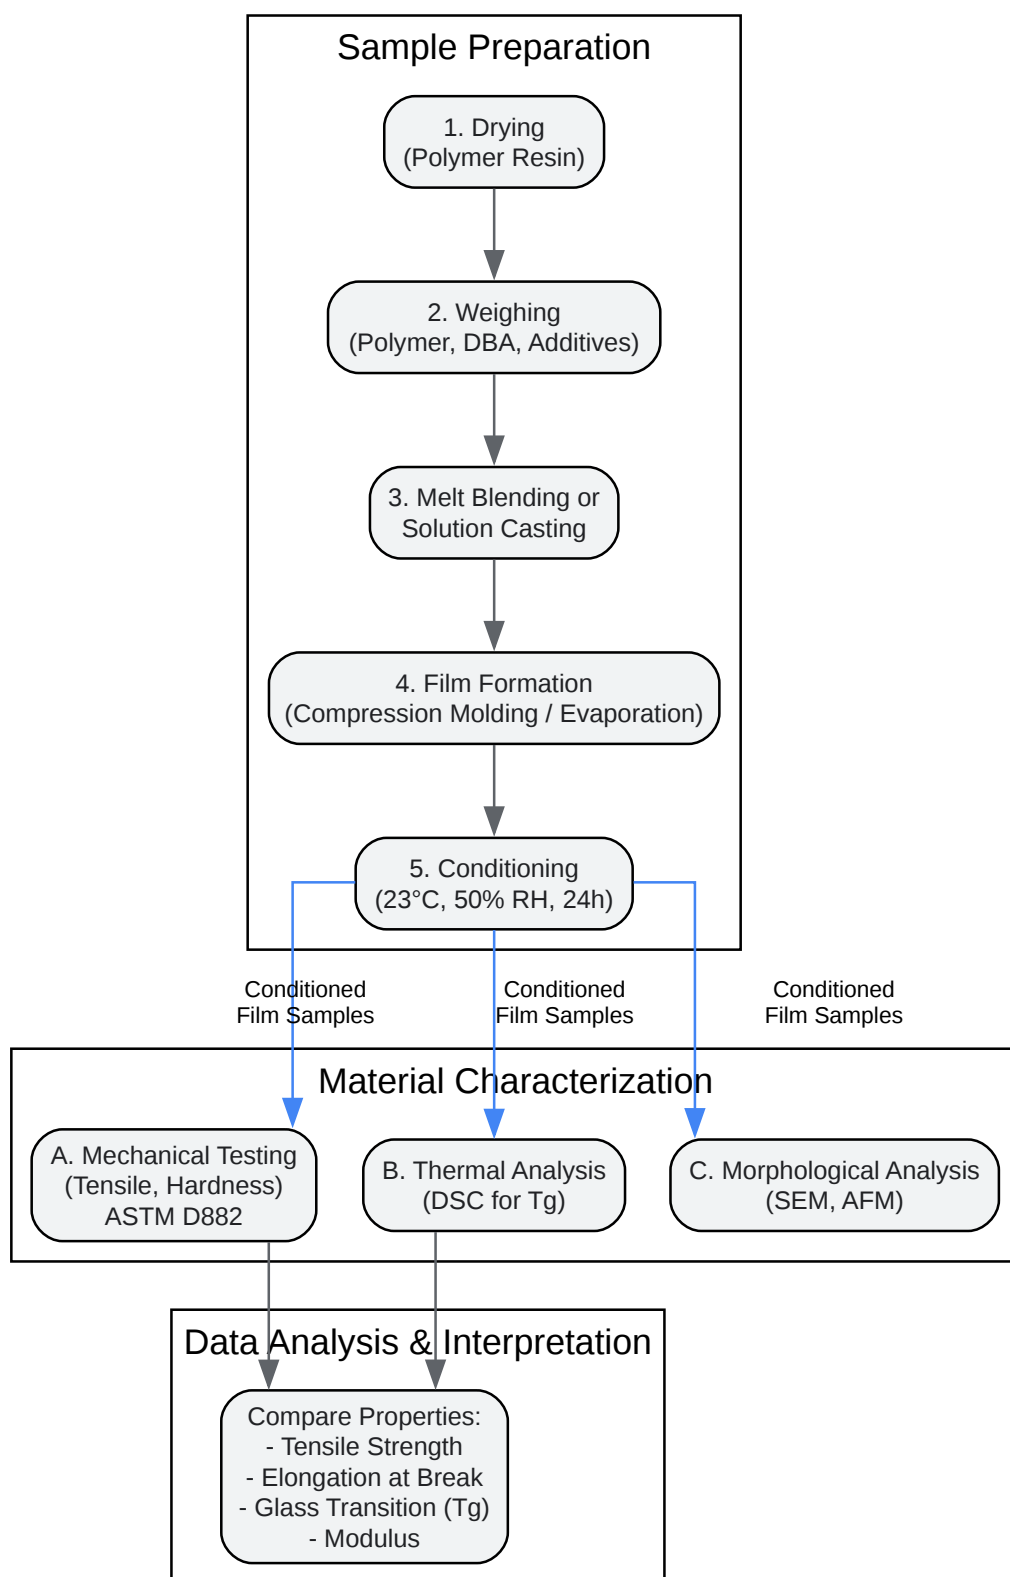 Sample Preparation
1. Drying
(Polymer Resin)
2. Weighing
(Polymer, DBA, Additives)
3. Melt Blending or
Solution Casting
4. Film Formation
(Compression Molding / Evaporation)
5. Conditioning
(23°C, 50% RH, 24h)
Conditioned
Film Samples
Conditioned
Film Samples
Conditioned
Film Samples
Material Characterization
A. Mechanical Testing
(Tensile, Hardness)
ASTM D882
B. Thermal Analysis
(DSC for Tg)
C. Morphological Analysis
(SEM, AFM)
Data Analysis & Interpretation
Compare Properties:
- Tensile Strength
- Elongation at Break
- Glass Transition (Tg)
- Modulus